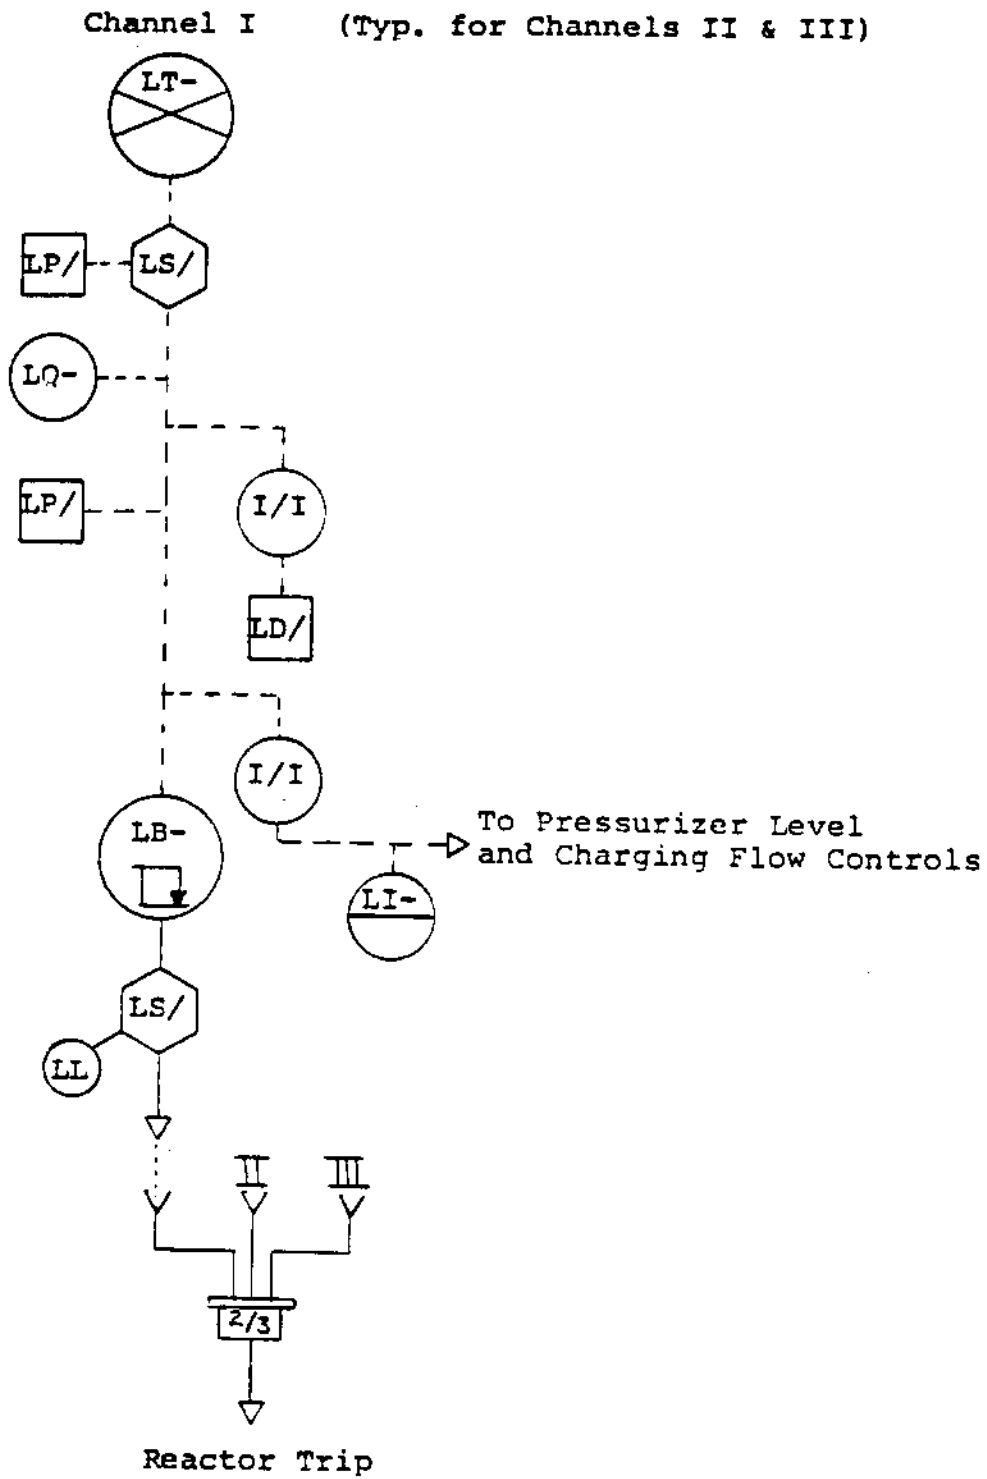 Channel I (Typ. for Channels II & III)
LT-
LP/
LS/
LQ-
LP/
I/I
LD/
I/I
LB-
To Pressurizer Level
and Charging Flow Controls
LI-
LS/
LL
II
III
2/3
Reactor Trip